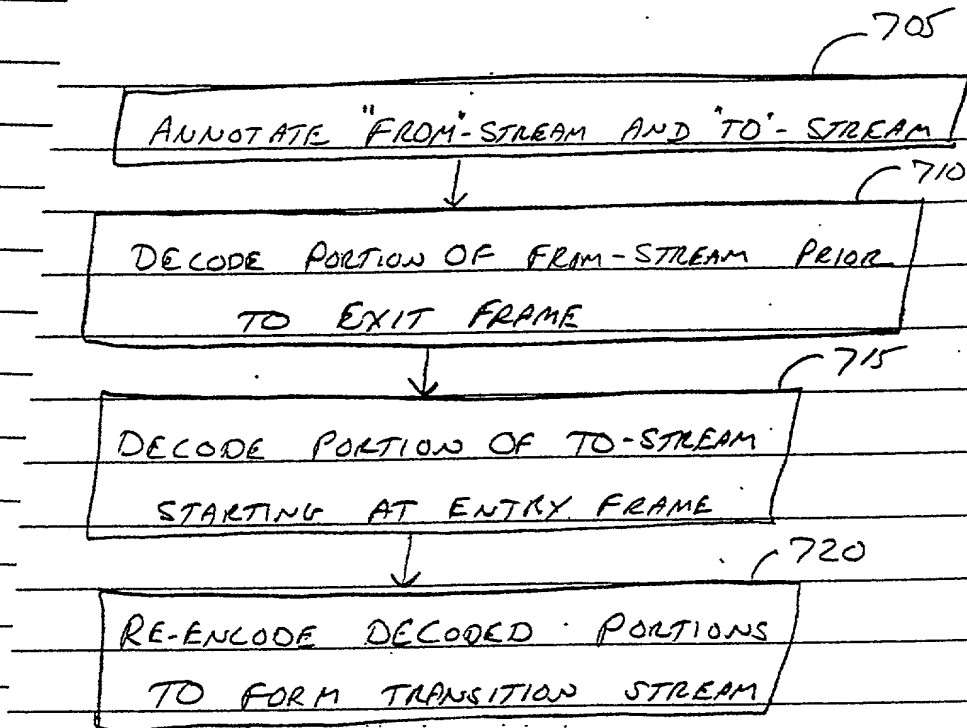 705
ANNOTATE "FROM"-STREAM AND "TO"-STREAM
710
DECODE PORTION OF FROM-STREAM PRIOR
TO EXIT FRAME
715
DECODE PORTION OF TO-STREAM
STARTING AT ENTRY FRAME
720
RE-ENCODE DECODED PORTIONS
TO FORM TRANSITION STREAM